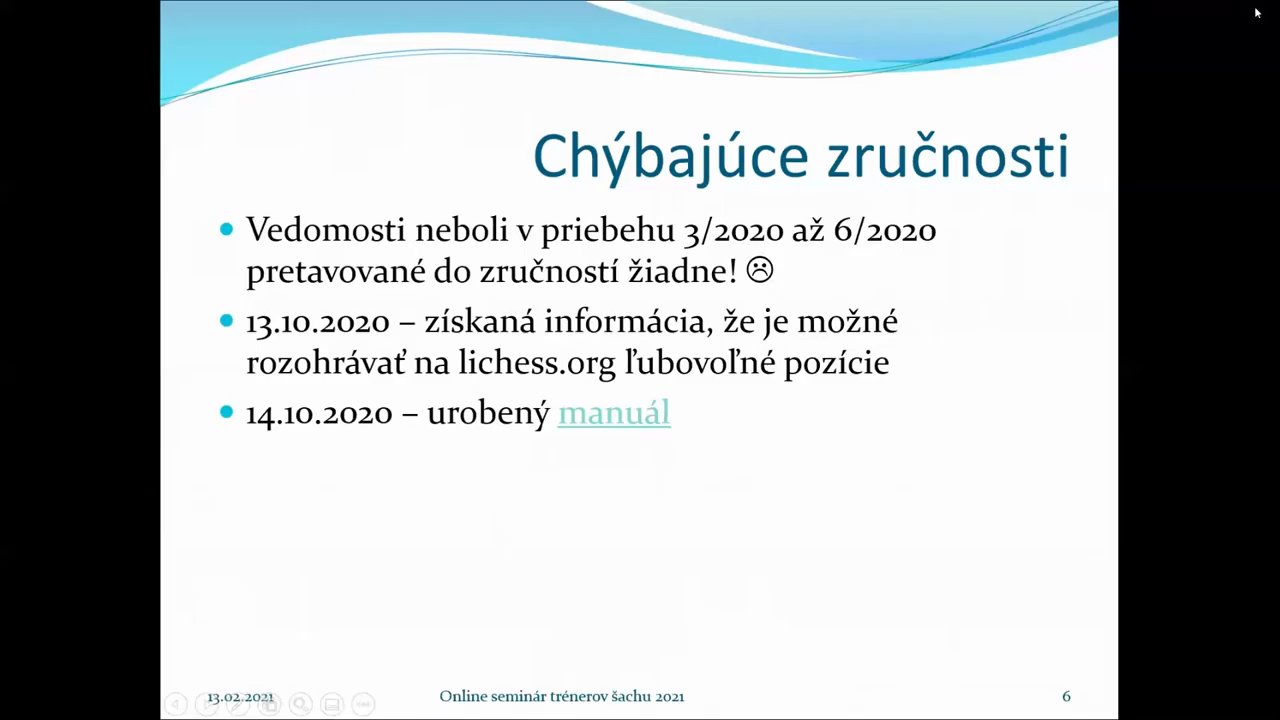 Chýbajúce zručnosti
Vedomosti neboli v priebehu 3/2020 až 6/2020
pretavované do zručností žiadne! ☹
13.10.2020 – získaná informácia, že je možné
rozohrávať na lichess.org ľubovoľné pozície
14.10.2020 – urobený manuál
13.02.2021
Online seminár trénerov šachu 2021
6